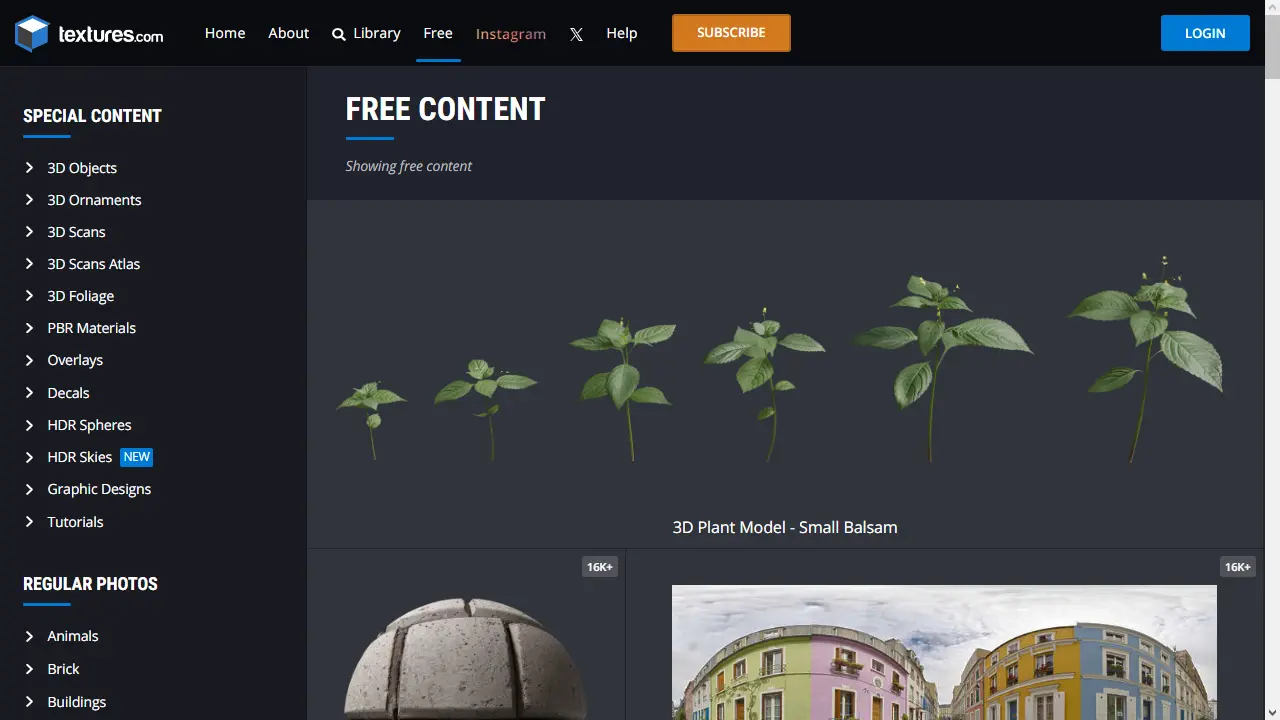 textures.com
Home About Library Free Instagram 𝕏 Help SUBSCRIBE LOGIN
SPECIAL CONTENT
3D Objects
3D Ornaments
3D Scans
3D Scans Atlas
3D Foliage
PBR Materials
Overlays
Decals
HDR Spheres
HDR Skies NEW
Graphic Designs
Tutorials
REGULAR PHOTOS
Animals
Brick
Buildings
FREE CONTENT
Showing free content
3D Plant Model - Small Balsam
16K+
16K+